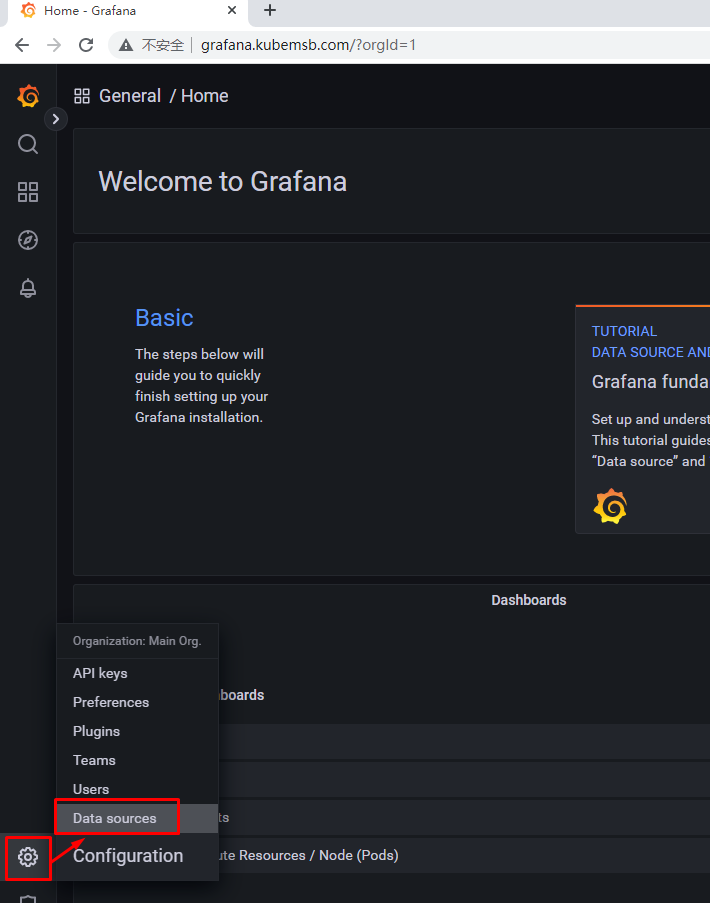 Home - Grafana
不安全 grafana.kubemsb.com/?orgId=1
General / Home
Welcome to Grafana
Basic
The steps below will
guide you to quickly
finish setting up your
Grafana installation.
TUTORIAL
DATA SOURCE AN
Grafana funda
Set up and underst
This tutorial guides
“Data source” and
Dashboards
boards
Organization: Main Org.
API keys
Preferences
Plugins
Teams
Users
Data sources
ts
Configuration
ute Resources / Node (Pods)